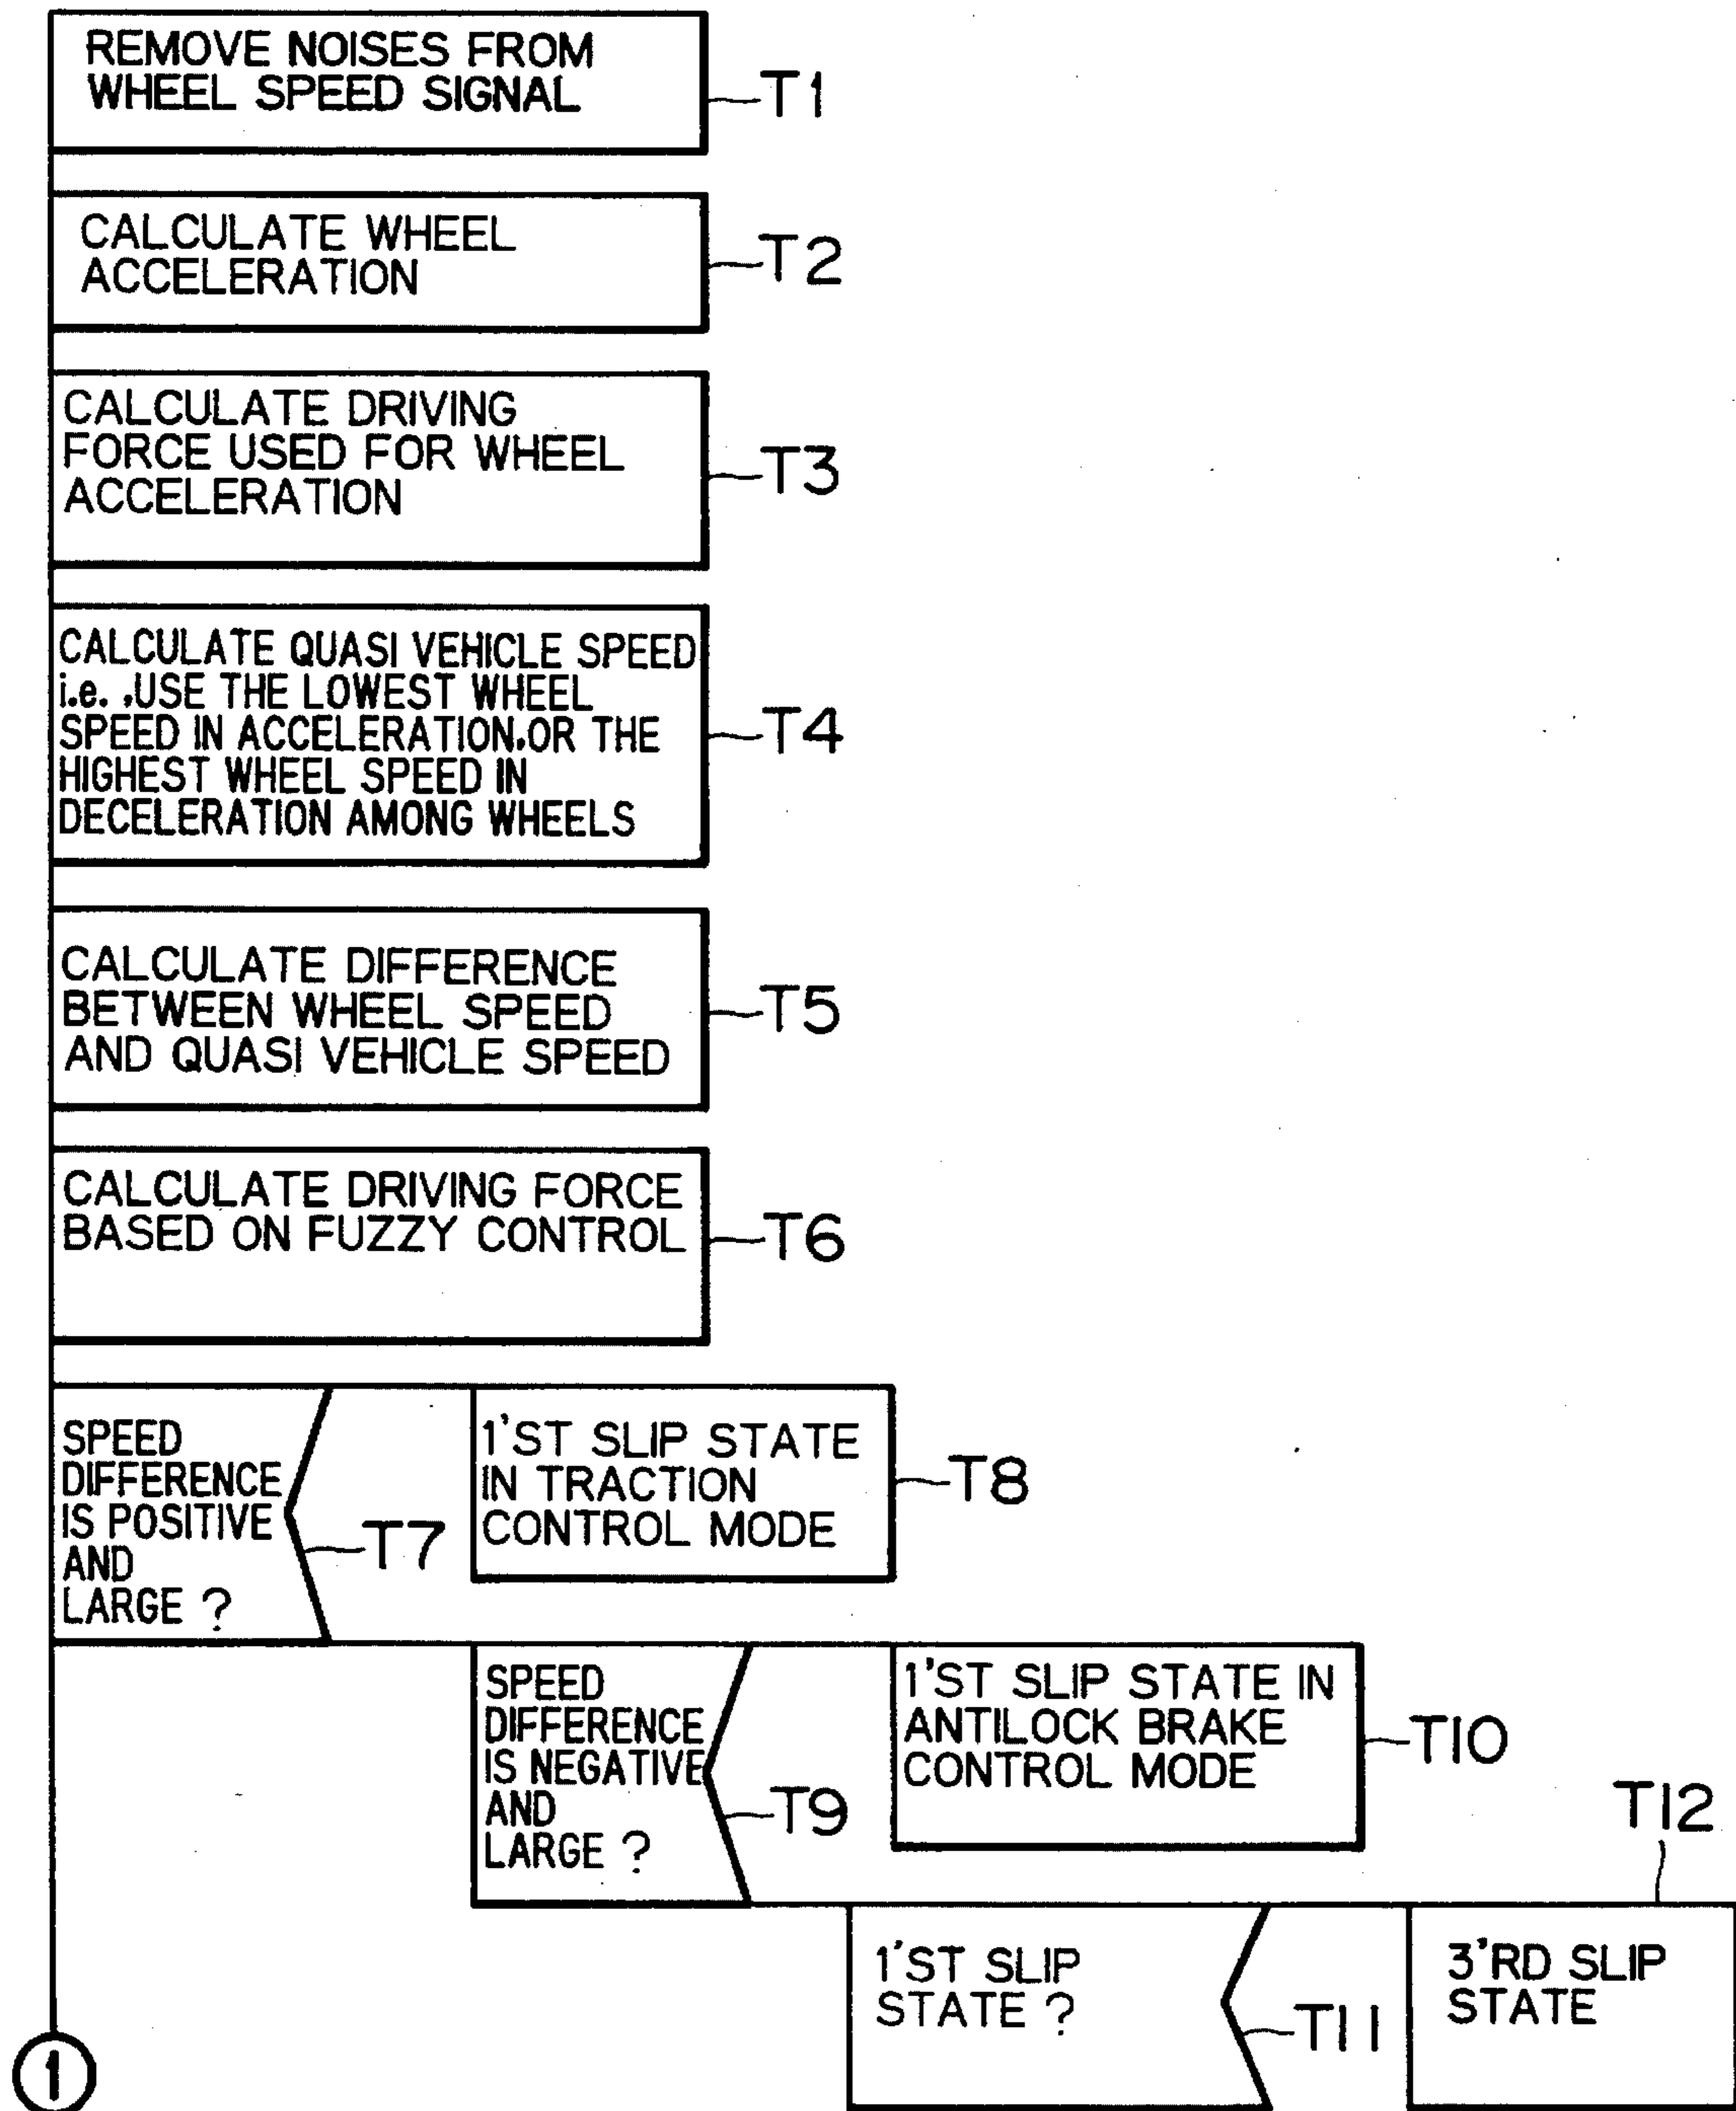 REMOVE NOISES FROM
WHEEL SPEED SIGNAL
T1
CALCULATE WHEEL
ACCELERATION
T2
CALCULATE DRIVING
FORCE USED FOR WHEEL
ACCELERATION
T3
CALCULATE QUASI VEHICLE SPEED
i.e. ,USE THE LOWEST WHEEL
SPEED IN ACCELERATION,OR THE
HIGHEST WHEEL SPEED IN
DECELERATION AMONG WHEELS
T4
CALCULATE DIFFERENCE
BETWEEN WHEEL SPEED
AND QUASI VEHICLE SPEED
T5
CALCULATE DRIVING FORCE
BASED ON FUZZY CONTROL
T6
SPEED
DIFFERENCE
IS POSITIVE
AND
LARGE ?
T7
1'ST SLIP STATE
IN TRACTION
CONTROL MODE
T8
SPEED
DIFFERENCE
IS NEGATIVE
AND
LARGE ?
T9
1'ST SLIP STATE IN
ANTILOCK BRAKE
CONTROL MODE
T10
1'ST SLIP
STATE ?
T11
T12
3'RD SLIP
STATE
1